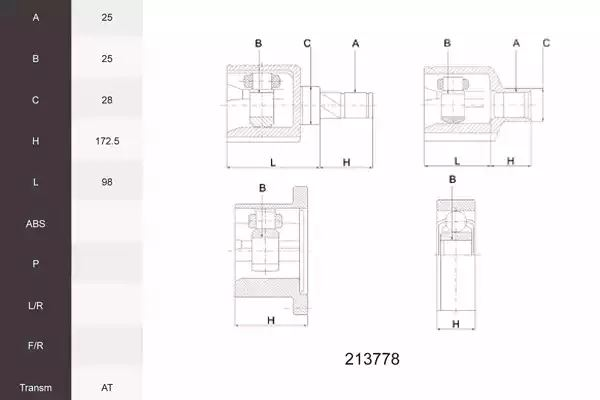 A 25
B 25
C 28
H 172.5
L 98
ABS
P
L/R
F/R
Transm AT
B C A
L H
B A C
L H
B
H
B
H
213778